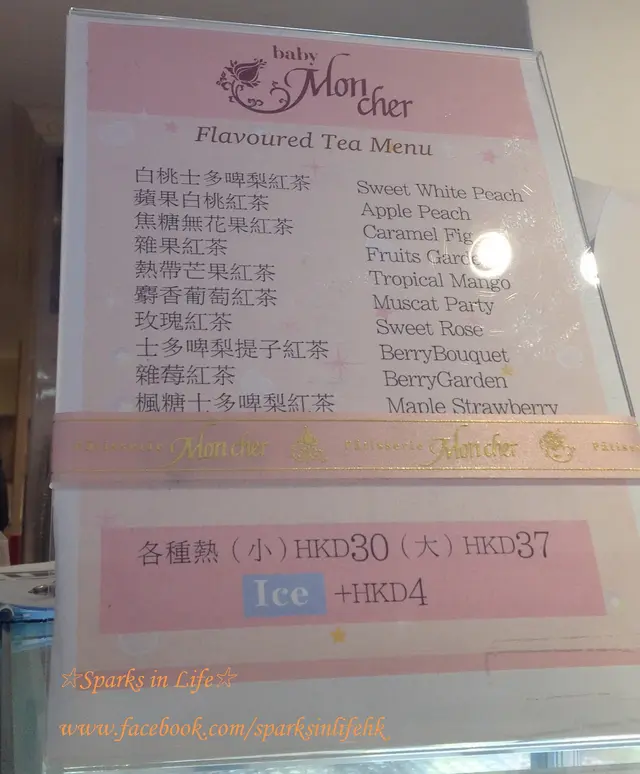 baby
Mon cher
Flavoured Tea Menu
白桃士多啤梨紅茶 Sweet White Peach
蘋果白桃紅茶 Apple Peach
焦糖無花果紅茶 Caramel Fig
雜果紅茶 Fruits Garden
熱帶芒果紅茶 Tropical Mango
麝香葡萄紅茶 Muscat Party
玫瑰紅茶 Sweet Rose
士多啤梨提子紅茶 BerryBouquet
雜莓紅茶 BerryGarden
楓糖士多啤梨紅茶 Maple Strawberry
Pâtisserie Mon cher Pâtisserie Mon cher Pâtis
各種熱（小）HKD30（大）HKD37
Ice +HKD4
☆Sparks in Life☆
www.facebook.com/sparksinlifehk